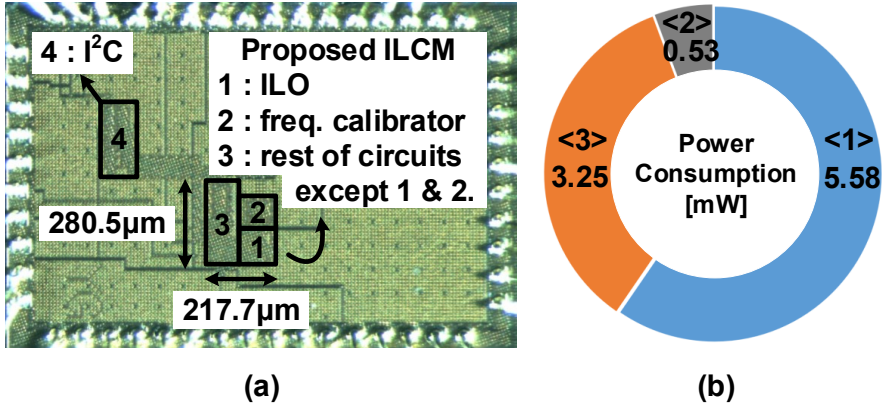 4 : I²C
Proposed ILCM
1 : ILO
2 : freq. calibrator
3 : rest of circuits
except 1 & 2.
4
3
2
1
280.5µm
217.7µm
(a)
<2>
0.53
<3>
3.25
<1>
5.58
Power
Consumption
[mW]
(b)